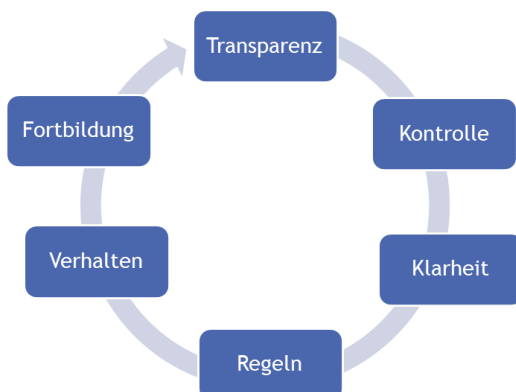 Transparenz
Kontrolle
Klarheit
Regeln
Verhalten
Fortbildung